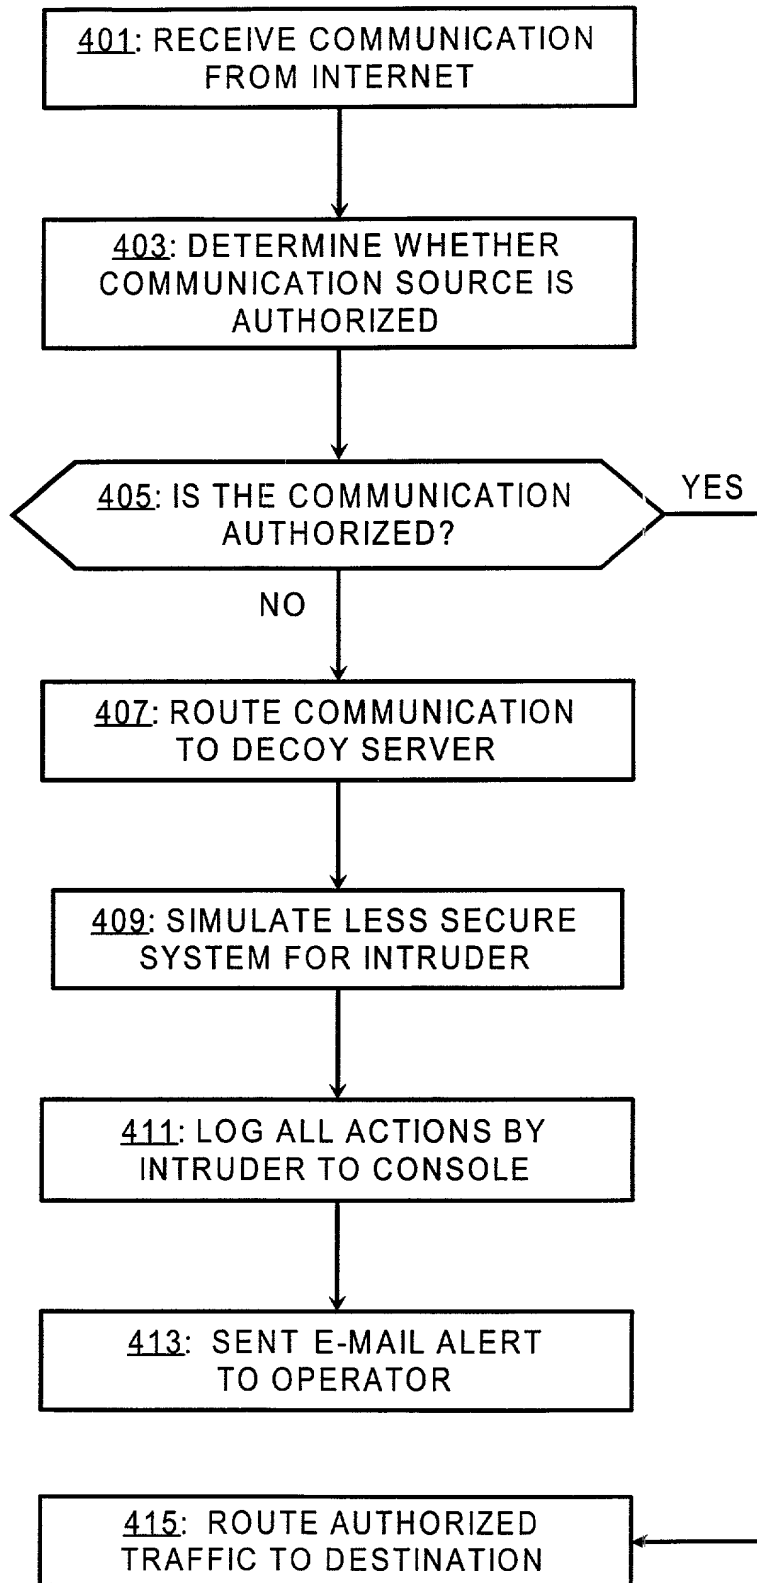 401: RECEIVE COMMUNICATION
FROM INTERNET
403: DETERMINE WHETHER
COMMUNICATION SOURCE IS
AUTHORIZED
405: IS THE COMMUNICATION
AUTHORIZED?
YES
NO
407: ROUTE COMMUNICATION
TO DECOY SERVER
409: SIMULATE LESS SECURE
SYSTEM FOR INTRUDER
411: LOG ALL ACTIONS BY
INTRUDER TO CONSOLE
413: SENT E-MAIL ALERT
TO OPERATOR
415: ROUTE AUTHORIZED
TRAFFIC TO DESTINATION